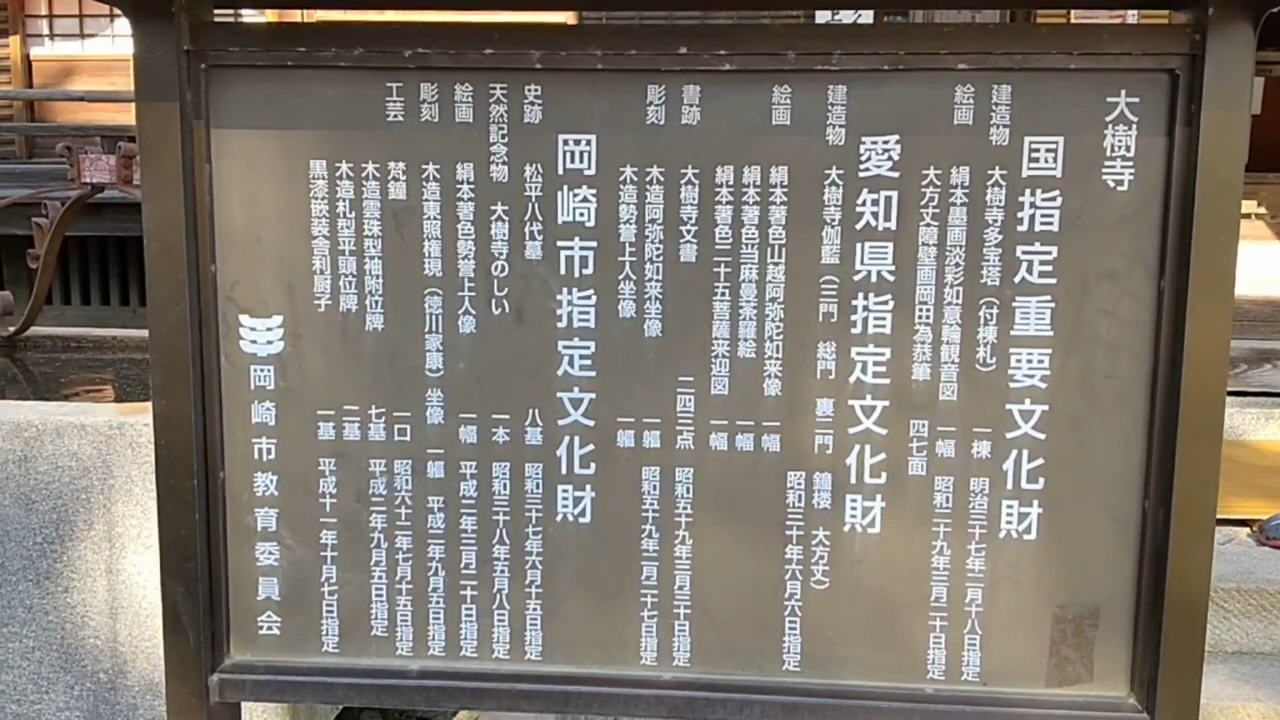 大樹寺
国指定重要文化財
建造物 大樹寺多宝塔（付棟札） 一棟 明治三十七年二月十八日指定
絵画 絹本墨画淡彩如意輪観音図 一幅 昭和二十九年三月二十日指定
大方丈障壁画岡田為恭筆 四七面
愛知県指定文化財
建造物 大樹寺伽藍（三門 総門 裏二門 鐘楼 大方丈）
昭和三十年六月六日指定
絵画 絹本著色山越阿弥陀如来像 一幅
絹本著色当麻曼荼羅絵 一幅
絹本著色二十五菩薩来迎図 一幅
書跡 大樹寺文書 二四三点 昭和五十九年三月三十日指定
彫刻 木造阿弥陀如来坐像 一軀 昭和五十九年二月二十七日指定
木造勢誉上人坐像 一軀
岡崎市指定文化財
史跡 松平八代墓 八基 昭和三十七年六月十五日指定
天然記念物 大樹寺のしい 一本 昭和三十八年五月八日指定
絵画 絹本著色勢誉上人像 一幅 平成二年三月二十日指定
彫刻 木造東照権現（徳川家康）坐像 一軀 平成二年九月五日指定
工芸 梵鐘 一口 昭和六十二年七月十五日指定
木造雲珠型袖附位牌 七基 平成二年九月五日指定
木造札型平頭位牌 二基
黒漆嵌装舎利厨子 一基 平成十一年十月七日指定
岡崎市教育委員会